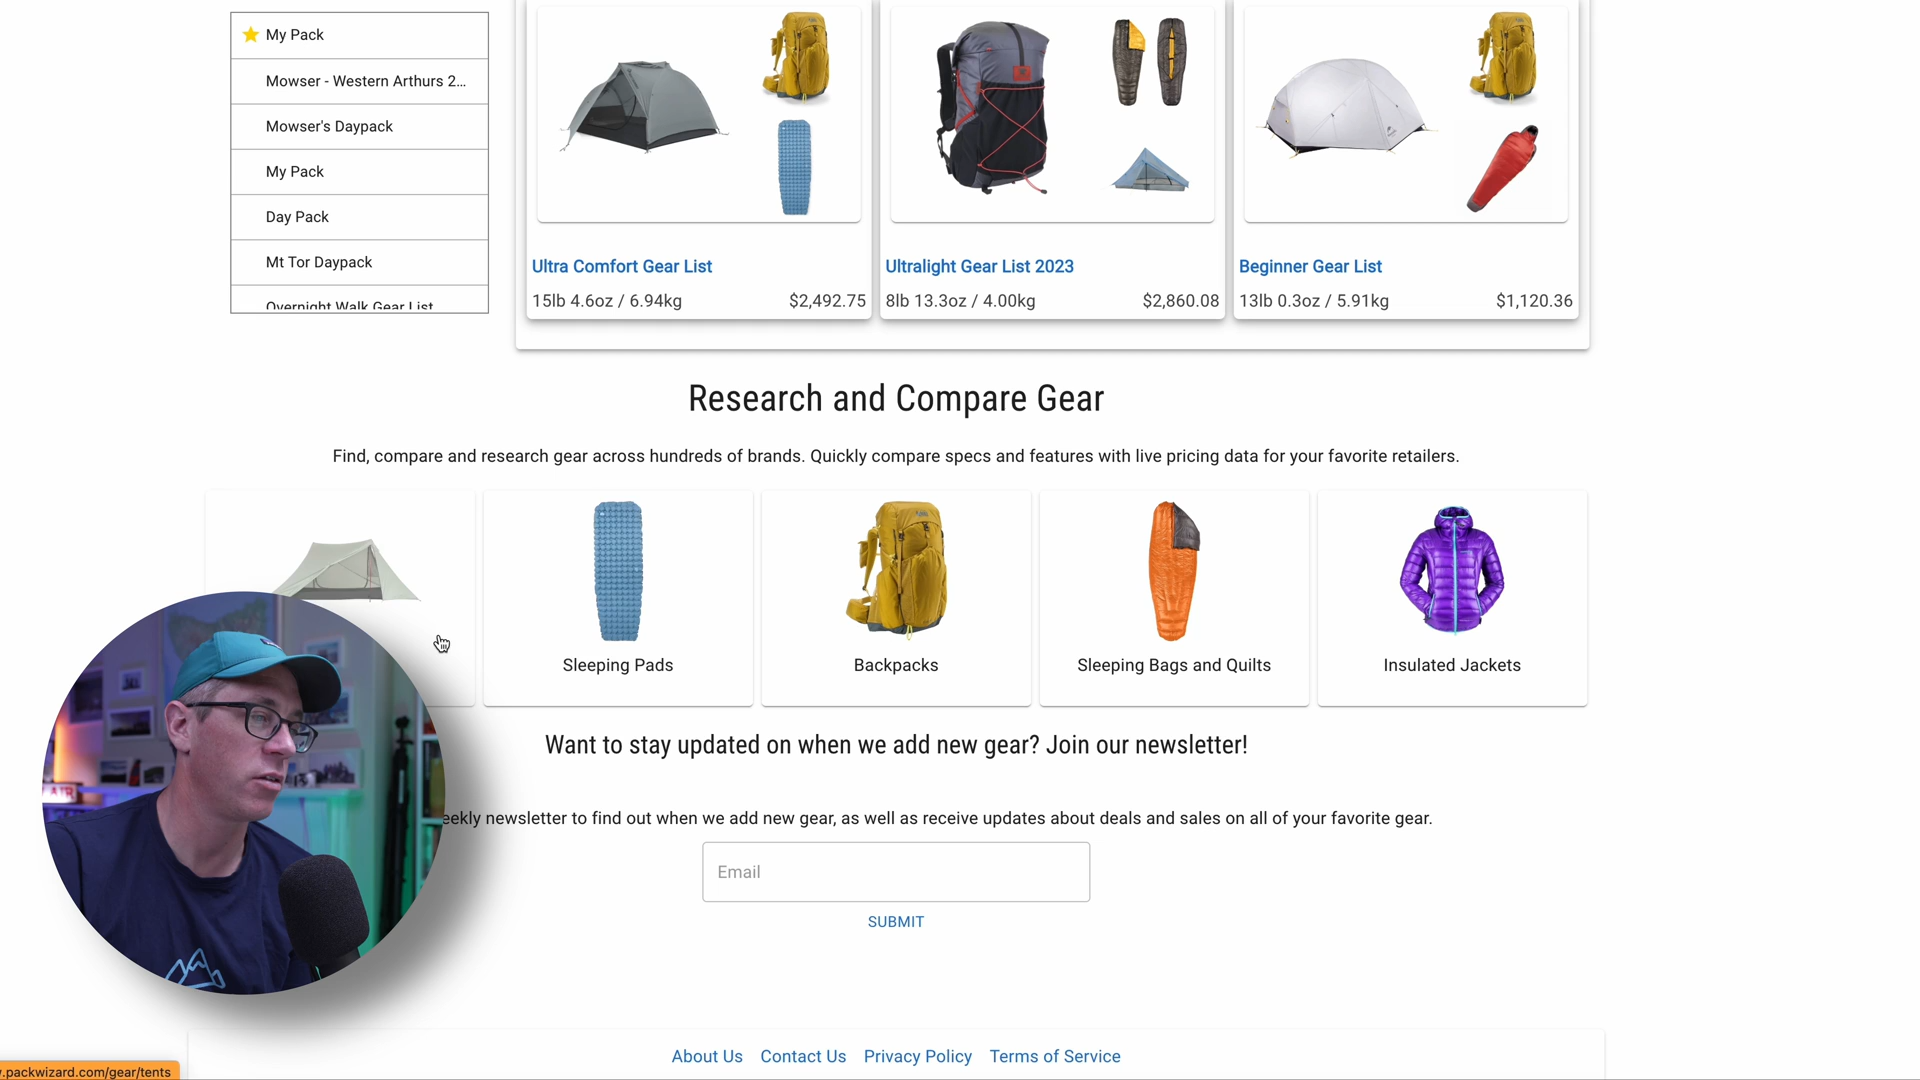 My Pack
Mowser - Western Arthurs 2...
Mowser's Daypack
My Pack
Day Pack
Mt Tor Daypack
Overnight Walk Gear List
Ultra Comfort Gear List
15lb 4.6oz / 6.94kg $2,492.75
Ultralight Gear List 2023
8lb 13.3oz / 4.00kg $2,860.08
Beginner Gear List
13lb 0.3oz / 5.91kg $1,120.36
Research and Compare Gear
Find, compare and research gear across hundreds of brands. Quickly compare specs and features with live pricing data for your favorite retailers.
Sleeping Pads
Backpacks
Sleeping Bags and Quilts
Insulated Jackets
Want to stay updated on when we add new gear? Join our newsletter!
eekly newsletter to find out when we add new gear, as well as receive updates about deals and sales on all of your favorite gear.
Email
SUBMIT
AIR
About Us Contact Us Privacy Policy Terms of Service
.packwizard.com/gear/tents